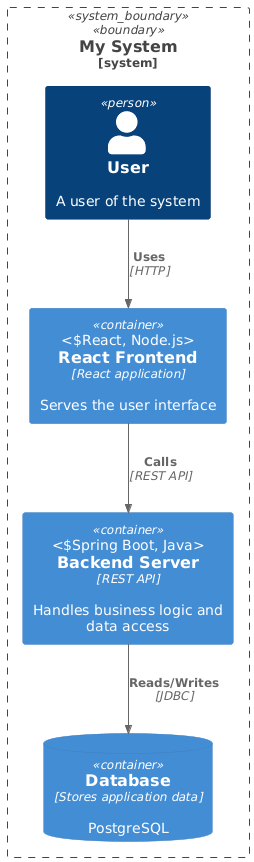 «system_boundary»
«boundary»
My System
[system]
«person»
User
A user of the system
Uses
[HTTP]
«container»
<$React, Node.js>
React Frontend
[React application]
Serves the user interface
Calls
[REST API]
«container»
<$Spring Boot, Java>
Backend Server
[REST API]
Handles business logic and
data access
Reads/Writes
[JDBC]
«container»
Database
[Stores application data]
PostgreSQL